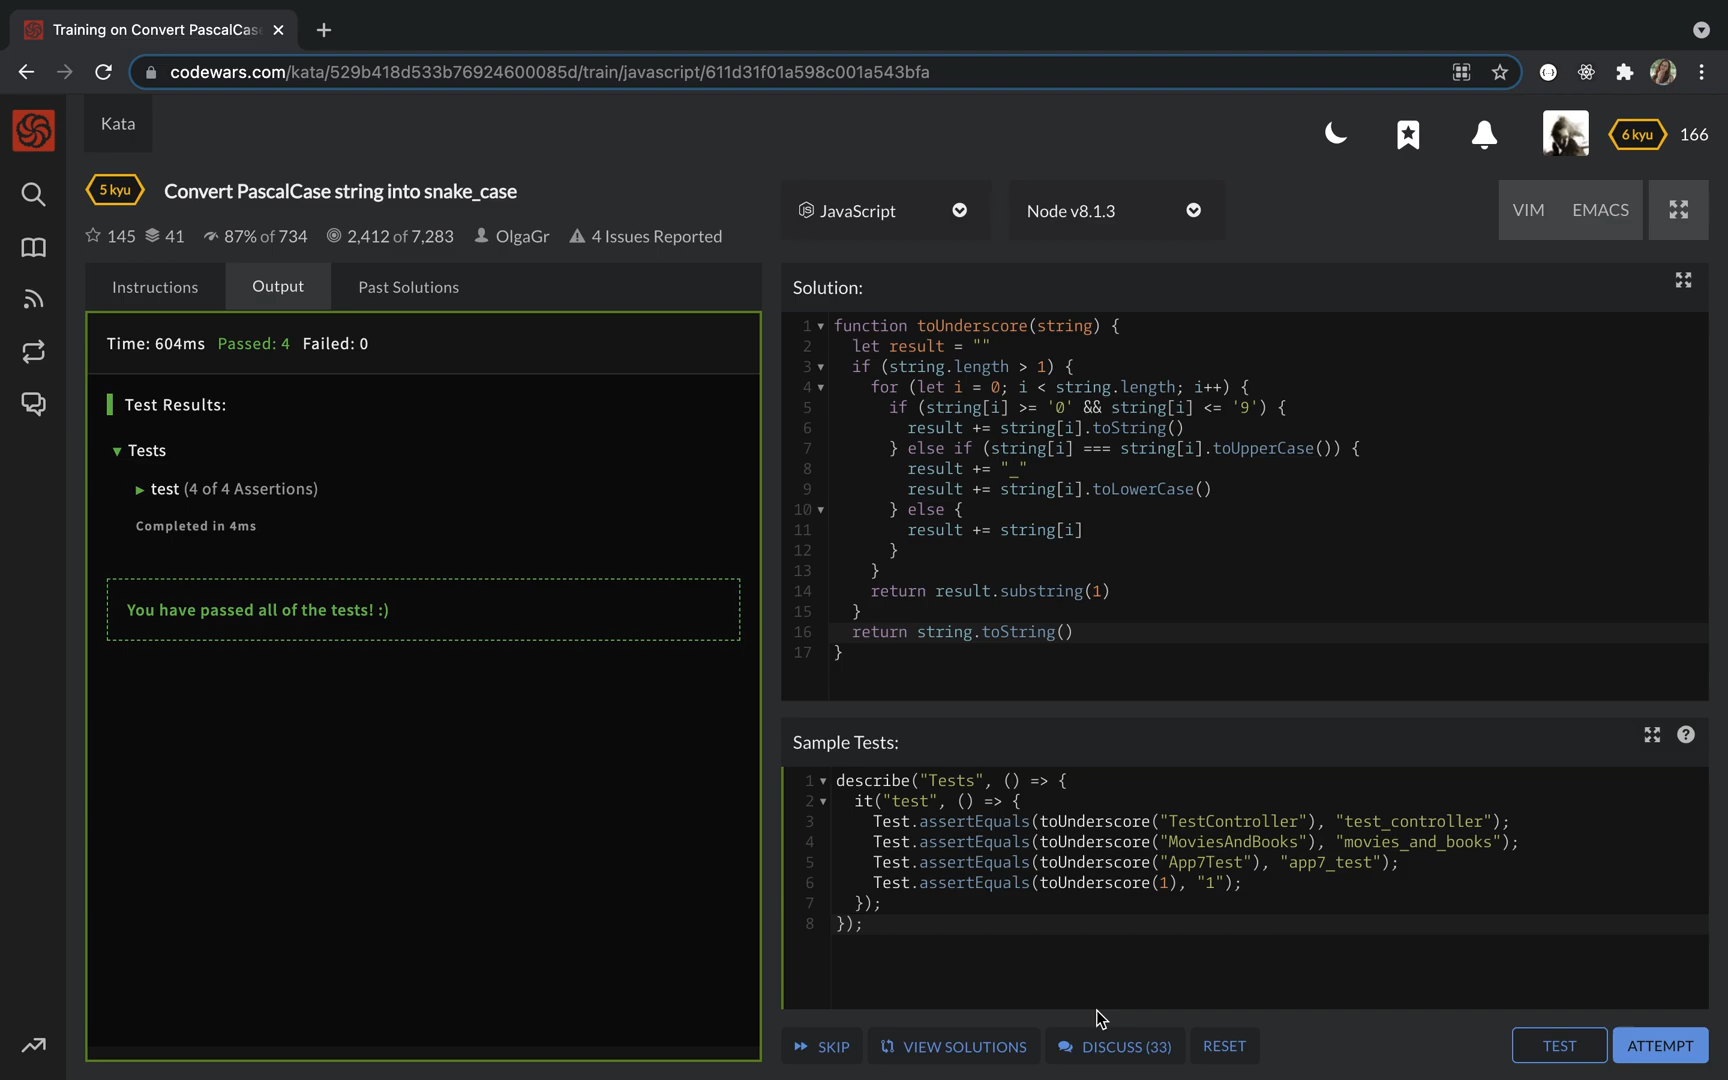 Training on Convert PascalCas
codewars.com/kata/529b418d533b76924600085d/train/javascript/611d31f01a598c001a543bfa
Kata
6 kyu 166
5 kyu Convert PascalCase string into snake_case
145 41 87% of 734 2,412 of 7,283 OlgaGr 4 Issues Reported
JavaScript
Node v8.1.3
VIM EMACS
Instructions Output Past Solutions
Time: 604ms Passed: 4 Failed: 0
Test Results:
Tests
test (4 of 4 Assertions)
Completed in 4ms
You have passed all of the tests! :)
Solution:
1 function toUnderscore(string) {
2 let result = ""
3 if (string.length > 1) {
4 for (let i = 0; i < string.length; i++) {
5 if (string[i] >= '0' && string[i] <= '9') {
6 result += string[i].toString()
7 } else if (string[i] === string[i].toUpperCase()) {
8 result += "_"
9 result += string[i].toLowerCase()
10 } else {
11 result += string[i]
12 }
13 }
14 return result.substring(1)
15 }
16 return string.toString()
17 }
Sample Tests:
1 describe("Tests", () => {
2 it("test", () => {
3 Test.assertEquals(toUnderscore("TestController"), "test_controller");
4 Test.assertEquals(toUnderscore("MoviesAndBooks"), "movies_and_books");
5 Test.assertEquals(toUnderscore("App7Test"), "app7_test");
6 Test.assertEquals(toUnderscore(1), "1");
7 });
8 });
SKIP VIEW SOLUTIONS DISCUSS (33) RESET TEST ATTEMPT